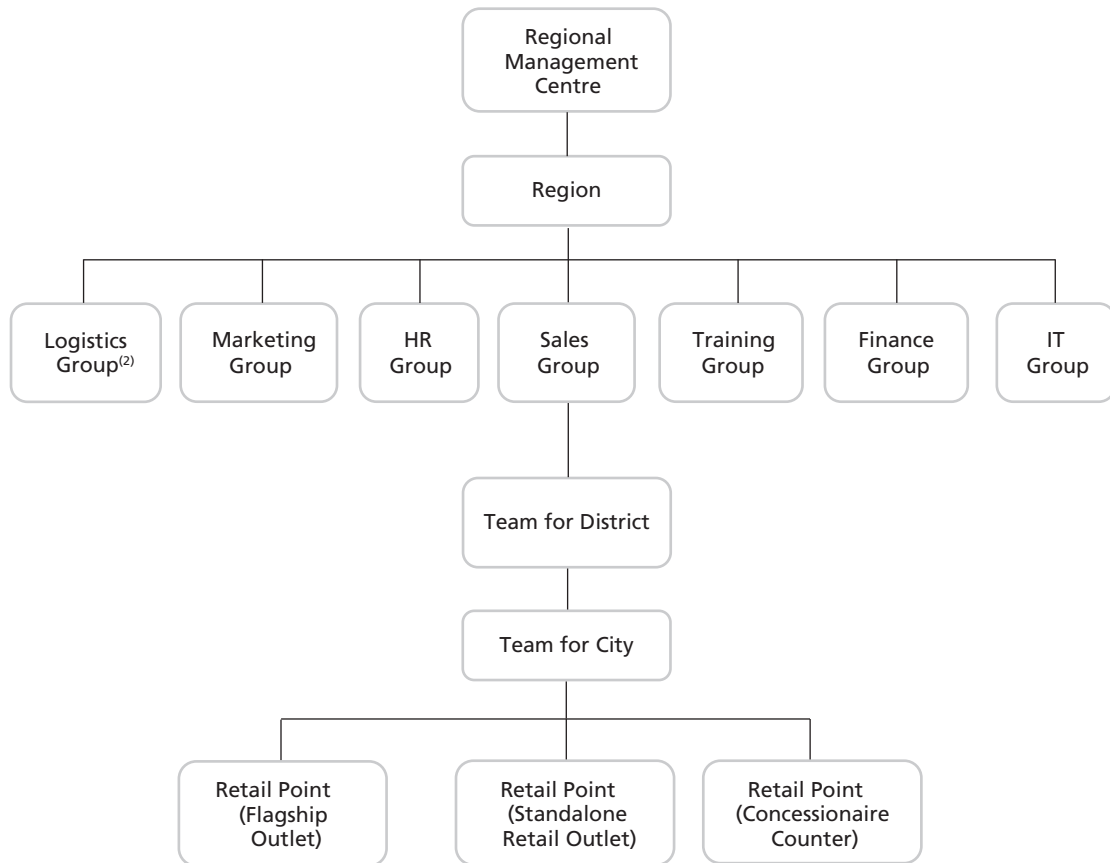 Regional
Management
Centre
Region
Logistics
Group(2)
Marketing
Group
HR
Group
Sales
Group
Training
Group
Finance
Group
IT
Group
Team for District
Team for City
Retail Point
(Flagship
Outlet)
Retail Point
(Standalone
Retail Outlet)
Retail Point
(Concessionaire
Counter)